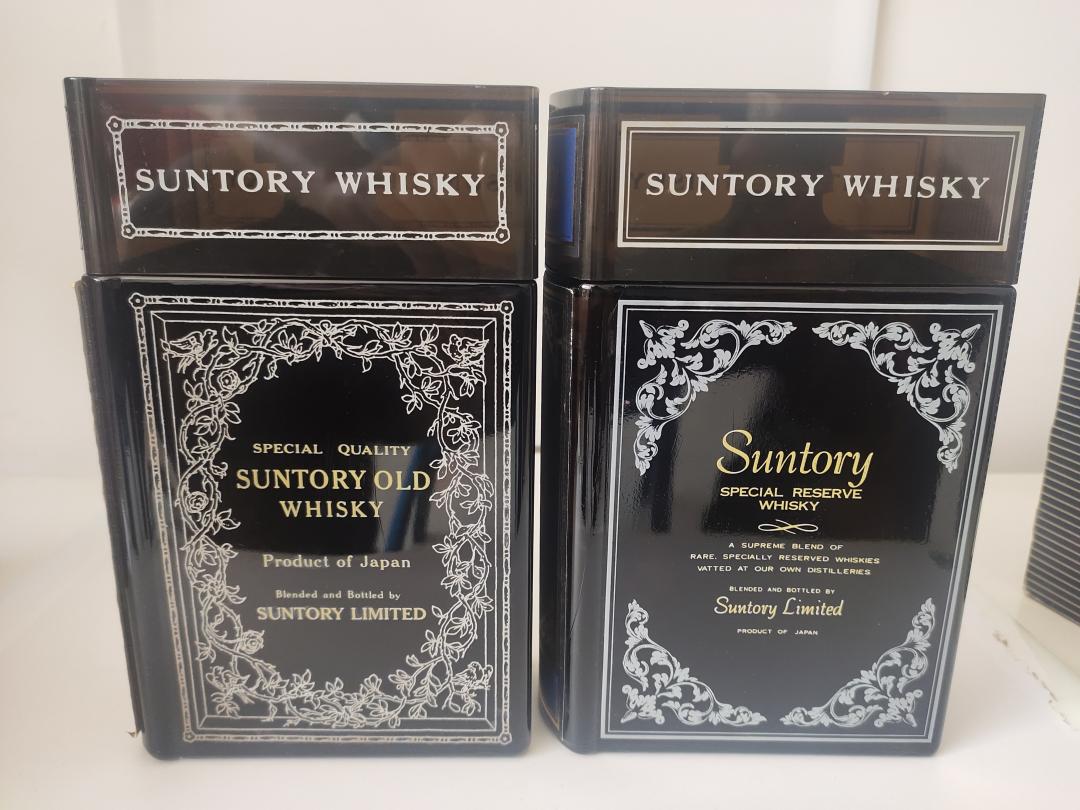 SUNTORY WHISKY
SPECIAL QUALITY
SUNTORY OLD
WHISKY
Product of Japan
Blended and Bottled by
SUNTORY LIMITED
SUNTORY WHISKY
Suntory
SPECIAL RESERVE
WHISKY
A SUPREME BLEND OF
RARE, SPECIALLY RESERVED WHISKIES
VATTED AT OUR OWN DISTILLERIES
BLENDED AND BOTTLED BY
Suntory Limited
PRODUCT OF JAPAN